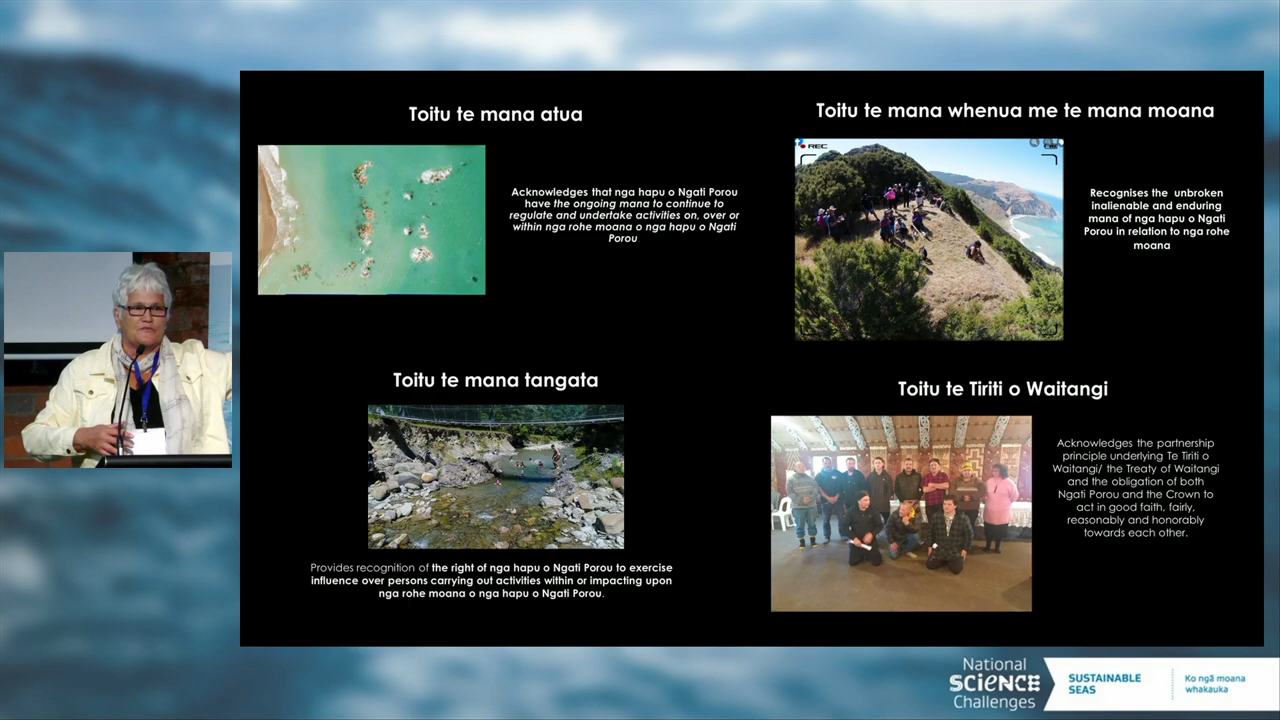 Toitu te mana atua
Acknowledges that nga hapu o Ngati Porou
have the ongoing mana to continue to
regulate and undertake activities on, over or
within nga rohe moana o nga hapu o Ngati
Porou
Toitu te mana whenua me te mana moana
REC
Recognises the unbroken
inalienable and enduring
mana of nga hapu o Ngati
Porou in relation to nga rohe
moana
Toitu te mana tangata
Provides recognition of the right of nga hapu o Ngati Porou to exercise
influence over persons carrying out activities within or impacting upon
nga rohe moana o nga hapu o Ngati Porou.
Toitu te Tiriti o Waitangi
Acknowledges the partnership
principle underlying Te Tiriti o
Waitangi/ the Treaty of Waitangi
and the obligation of both
Ngati Porou and the Crown to
act in good faith, fairly,
reasonably and honorably
towards each other.
National
SCIENCE
Challenges
SUSTAINABLE
SEAS
Ko ngā moana
whakauka